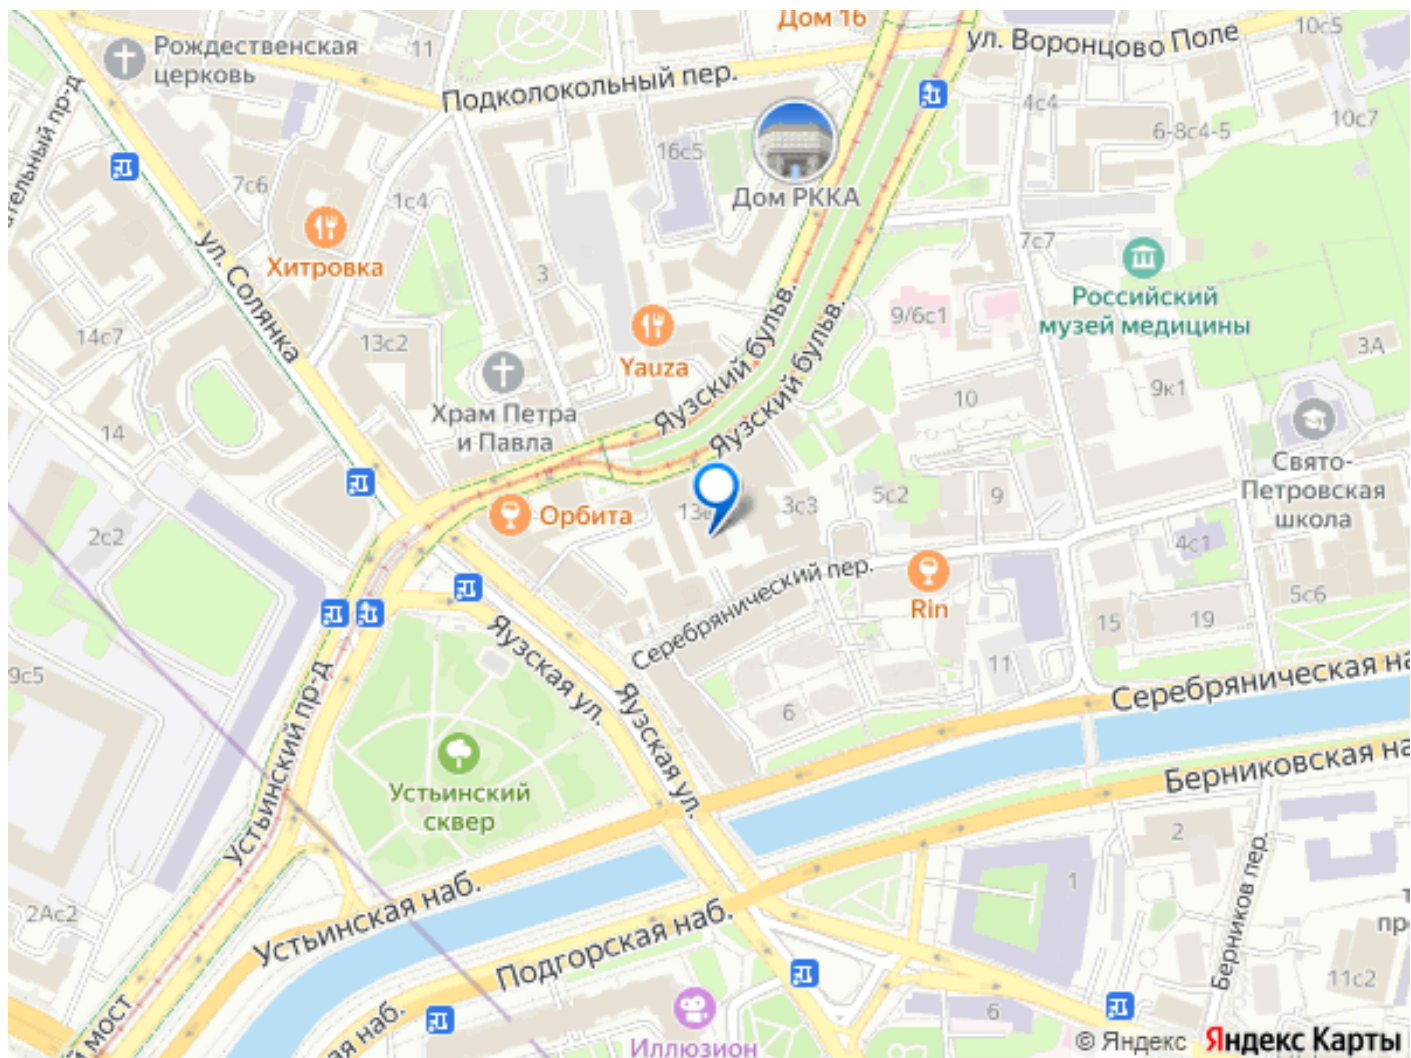 Дом 16
10с5
ул. Воронцово Поле
Рождественская
церковь
11
Подколокольный пер.
4с4
10с7
6-8с4-5
16с5
7с6
1с4
Дом РККА
ул. Солянка
Хитровка
3
7с7
Российский
музей медицины
9/6с1
14с7
13с2
Yauza
Яузский бульв.
Яузский бульв.
3А
9к1
10
Храм Петра
и Павла
14
Свято-
Петровская
школа
5с2
9
3с3
Орбита
2с2
4с1
Серебрянический пер.
Rin
5с6
15
19
11
9с5
Яузская ул.
Яузская ул.
6
Серебряническая на
Устьинский пр-д
Устьинский
сквер
Берниковская на
2
1
Берников пер.
2Ас2
Устьинская наб.
Подгорская наб.
11с2
6
Иллюзион
© Яндекс
Яндекс Карты